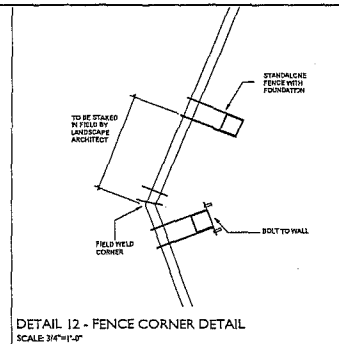 STANDALONE
FENCE WITH
FOUNDATION
TO BE STAKED
IN FIELD BY
LANDSCAPE
ARCHITECT
FIELD WELD
CORNER
BOLT TO WALL
DETAIL 12 - FENCE CORNER DETAIL
SCALE: 3/4"=1'-0"